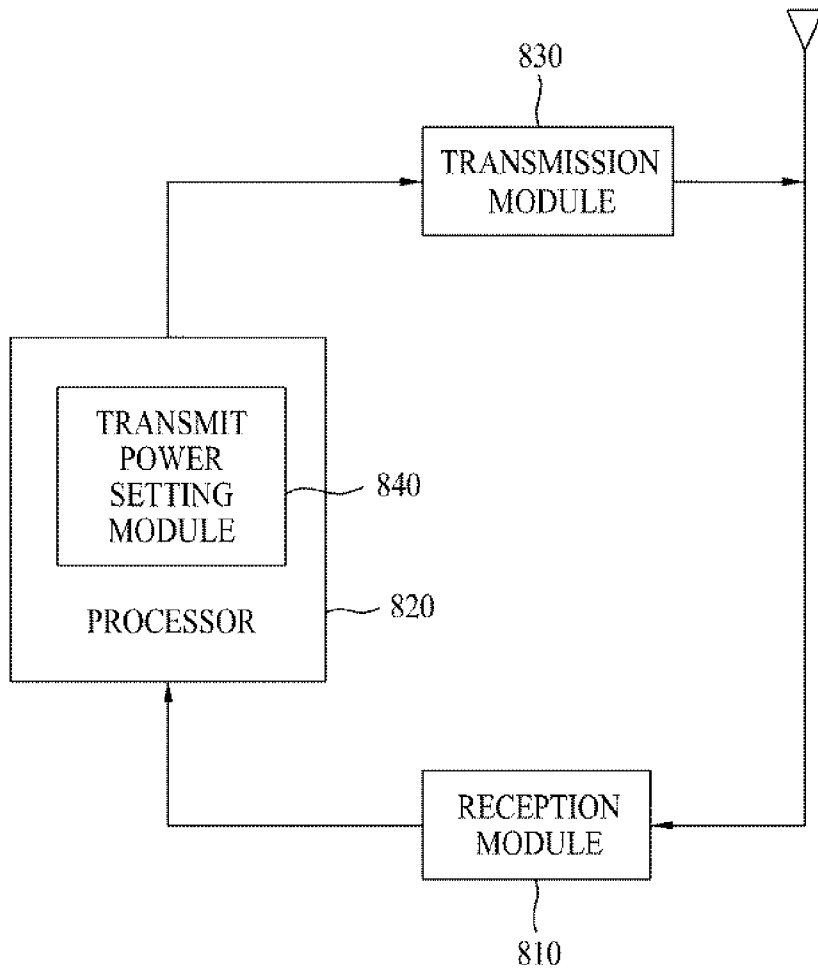 830
TRANSMISSION
MODULE
TRANSMIT
POWER
SETTING
MODULE
840
PROCESSOR
820
RECEPTION
MODULE
810